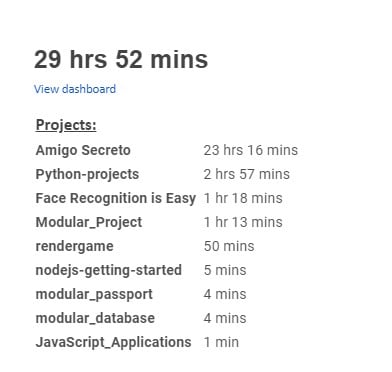 29 hrs 52 mins
View dashboard
Projects:
Amigo Secreto 23 hrs 16 mins
Python-projects 2 hrs 57 mins
Face Recognition is Easy 1 hr 18 mins
Modular_Project 1 hr 13 mins
rendergame 50 mins
nodejs-getting-started 5 mins
modular_passport 4 mins
modular_database 4 mins
JavaScript_Applications 1 min